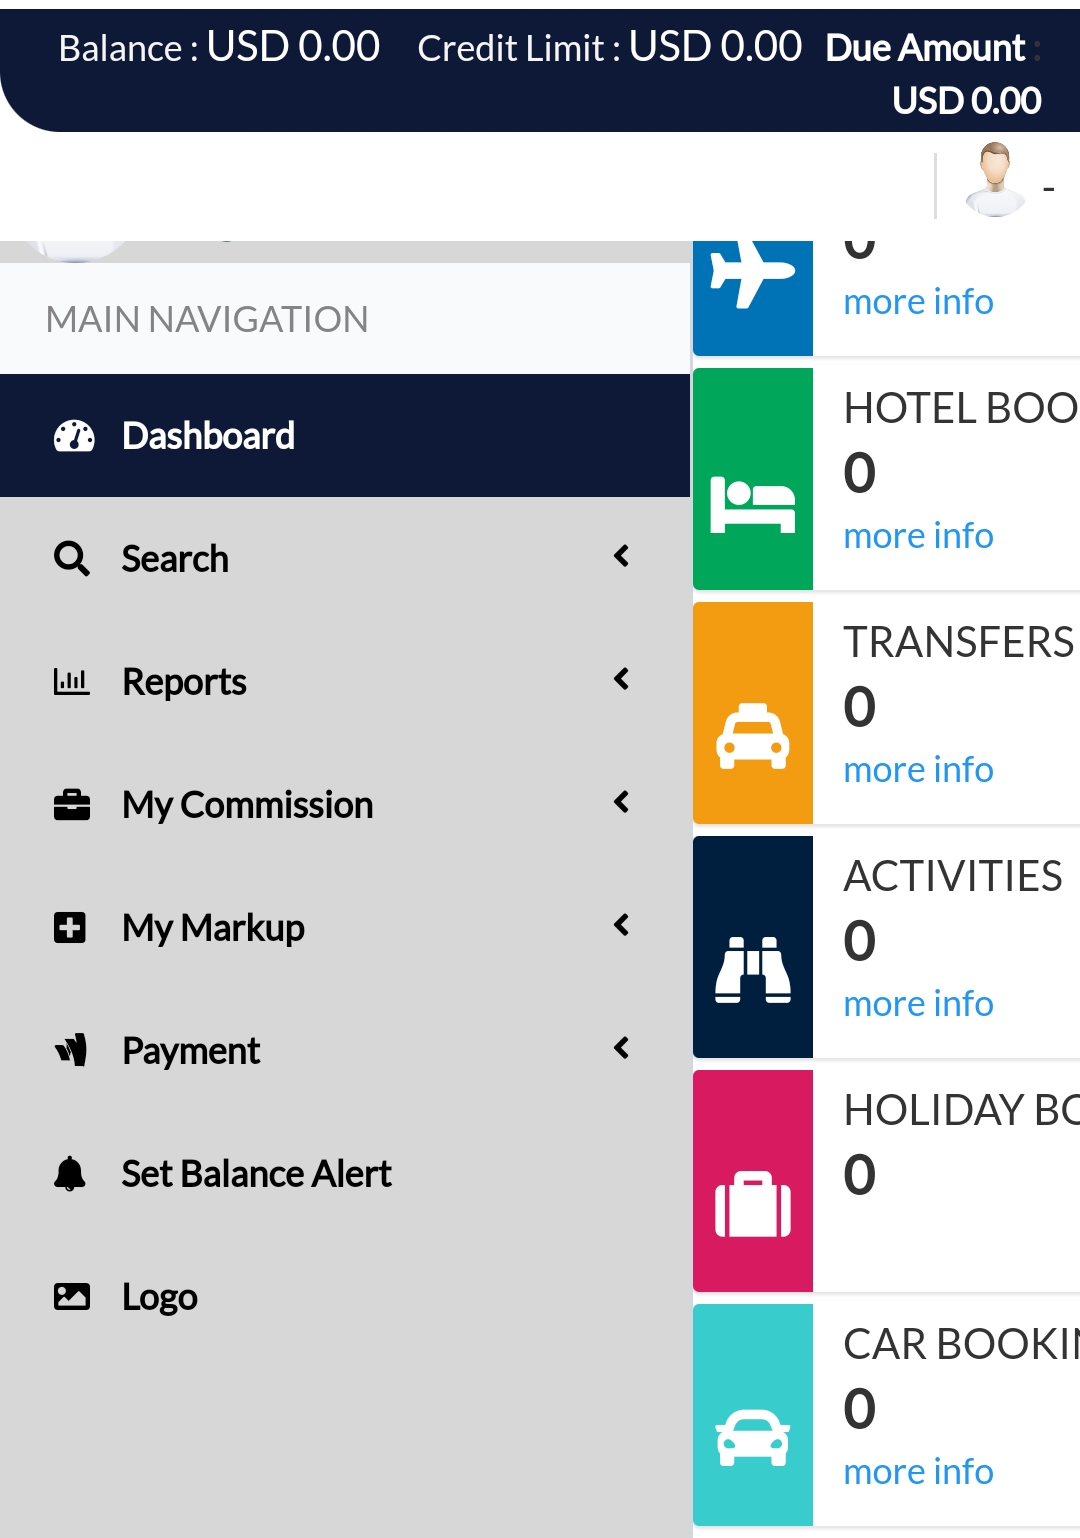 Balance : USD 0.00 Credit Limit : USD 0.00 Due Amount :
USD 0.00
-
MAIN NAVIGATION
Dashboard
Search
Reports
My Commission
My Markup
Payment
Set Balance Alert
Logo
0
more info
HOTEL BOO
0
more info
TRANSFERS
0
more info
ACTIVITIES
0
more info
HOLIDAY BO
0
CAR BOOKIN
0
more info